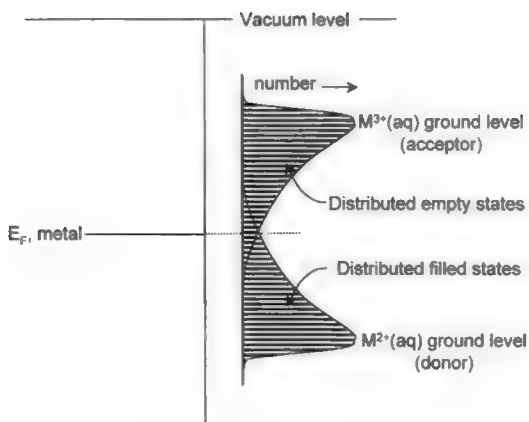 Vacuum level
number
M³⁺(aq) ground level
(acceptor)
Distributed empty states
E_F, metal
Distributed filled states
M²⁺(aq) ground level
(donor)